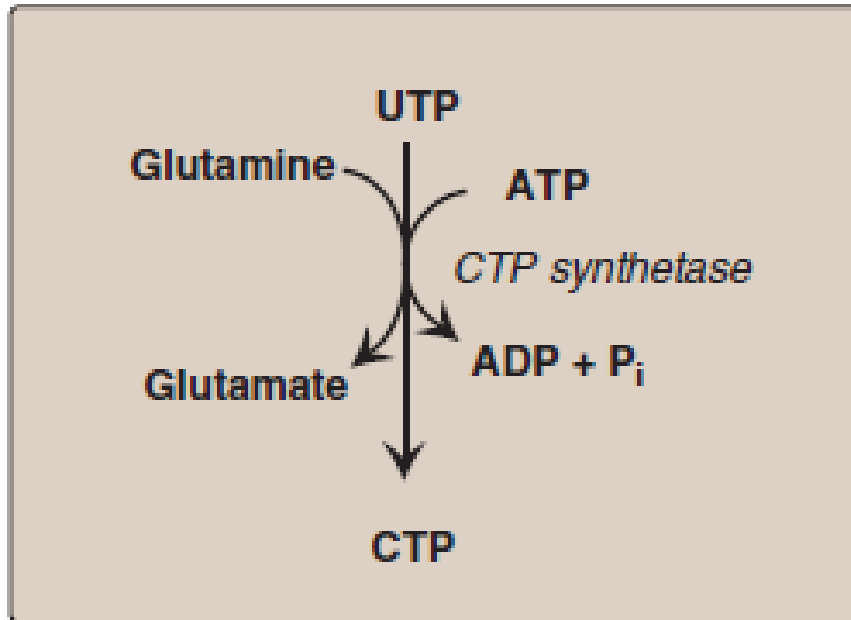 UTP
Glutamine
ATP
CTP synthetase
ADP + Pi
Glutamate
CTP